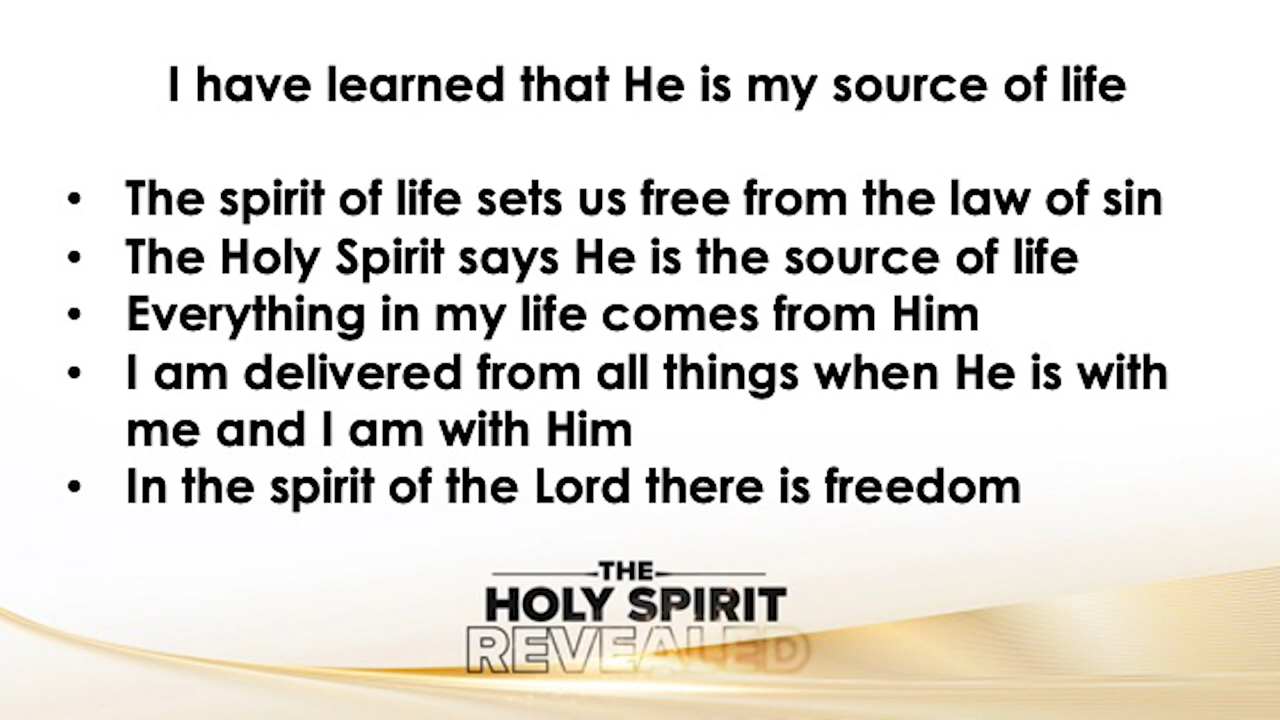 I have learned that He is my source of life
• The spirit of life sets us free from the law of sin
• The Holy Spirit says He is the source of life
• Everything in my life comes from Him
• I am delivered from all things when He is with
me and I am with Him
• In the spirit of the Lord there is freedom
THE
HOLY SPIRIT
REVEALED